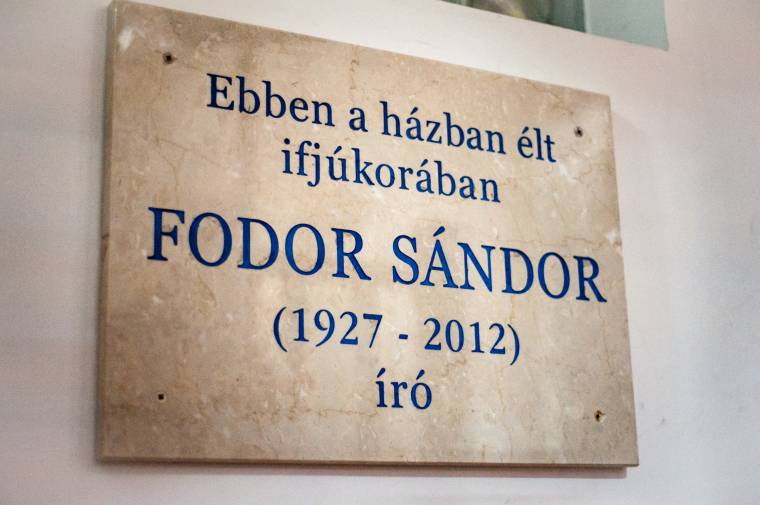 Ebben a házban élt
ifjúkorában
FODOR SÁNDOR
(1927 - 2012)
író